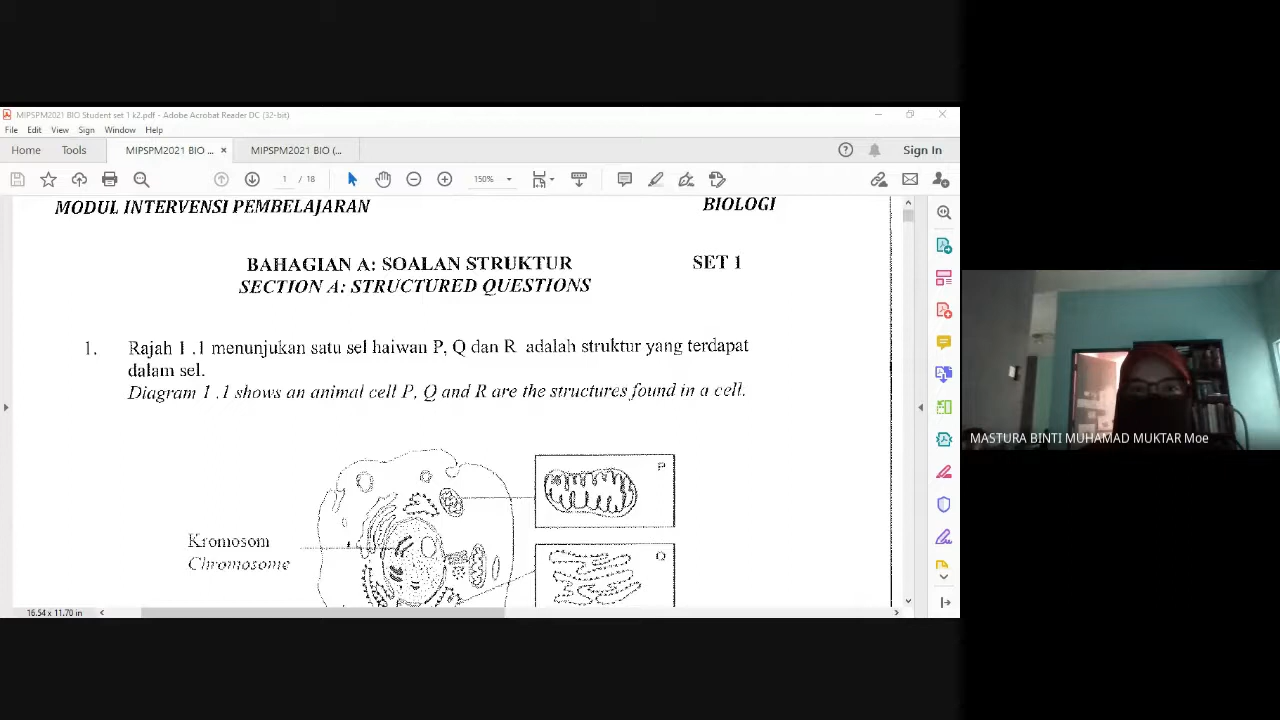 MIPSPM2021 BIO Student set 1 k2.pdf - Adobe Acrobat Reader DC (32-bit)
File Edit View Sign Window Help
Home Tools MIPSPM2021 BIO ... × MIPSPM2021 BIO (... Sign In
1 / 18 150%
MODUL INTERVENSI PEMBELAJARAN BIOLOGI
BAHAGIAN A: SOALAN STRUKTUR SET 1
SECTION A: STRUCTURED QUESTIONS
1. Rajah 1 .1 menunjukan satu sel haiwan P, Q dan R adalah struktur yang terdapat
dalam sel.
Diagram 1 .1 shows an animal cell P, Q and R are the structures found in a cell.
P
Kromosom
Chromosome
Q
16.54 x 11.70 in
MASTURA BINTI MUHAMAD MUKTAR Moe